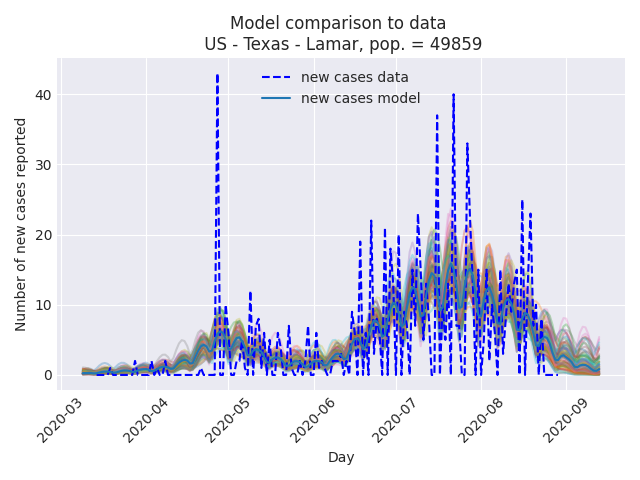 Model comparison to data
US - Texas - Lamar, pop. = 49859
new cases data
new cases model
Number of new cases reported
40
30
20
10
0
2020-03
2020-04
2020-05
2020-06
2020-07
2020-08
2020-09
Day